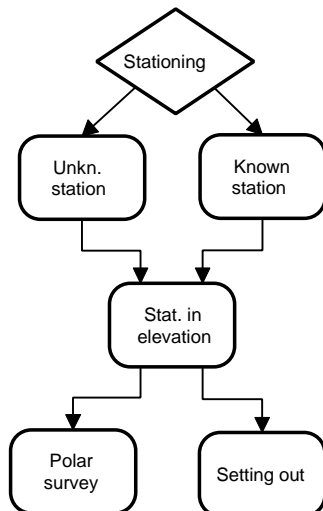 Stationing
Unkn.
station
Known
station
Stat. in
elevation
Polar
survey
Setting out